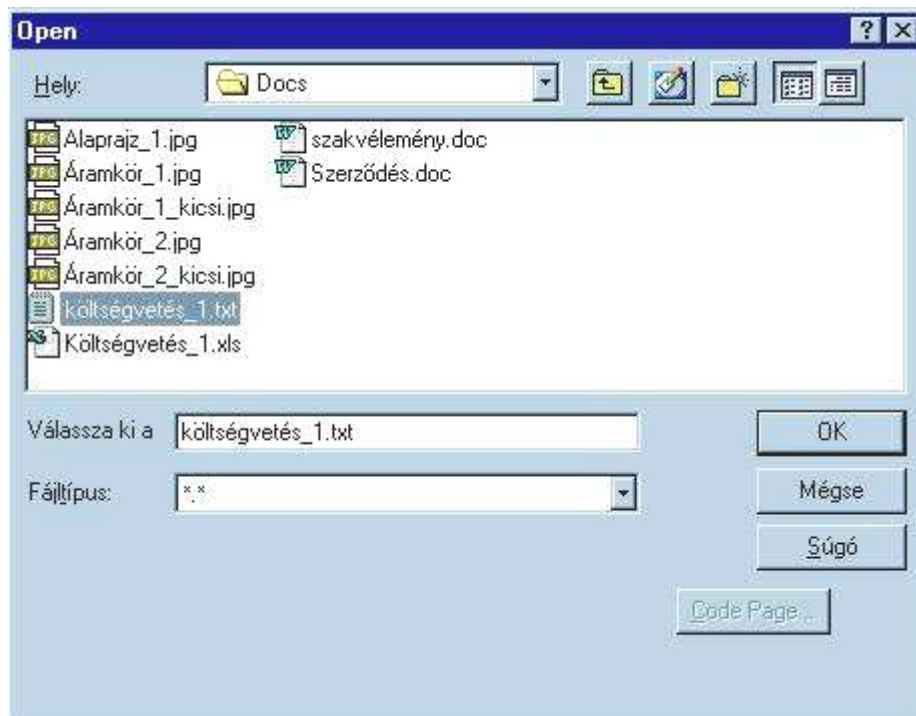 Open
Hely: Docs
Alaprajz_1.jpg
Áramkör_1.jpg
Áramkör_1_kicsi.jpg
Áramkör_2.jpg
Áramkör_2_kicsi.jpg
költségvetés_1.txt
Költségvetés_1.xls
szakvélemény.doc
Szerződés.doc
Válassza ki a költségvetés_1.txt
OK
Fájltípus: *.*
Mégse
Súgó
Code Page...